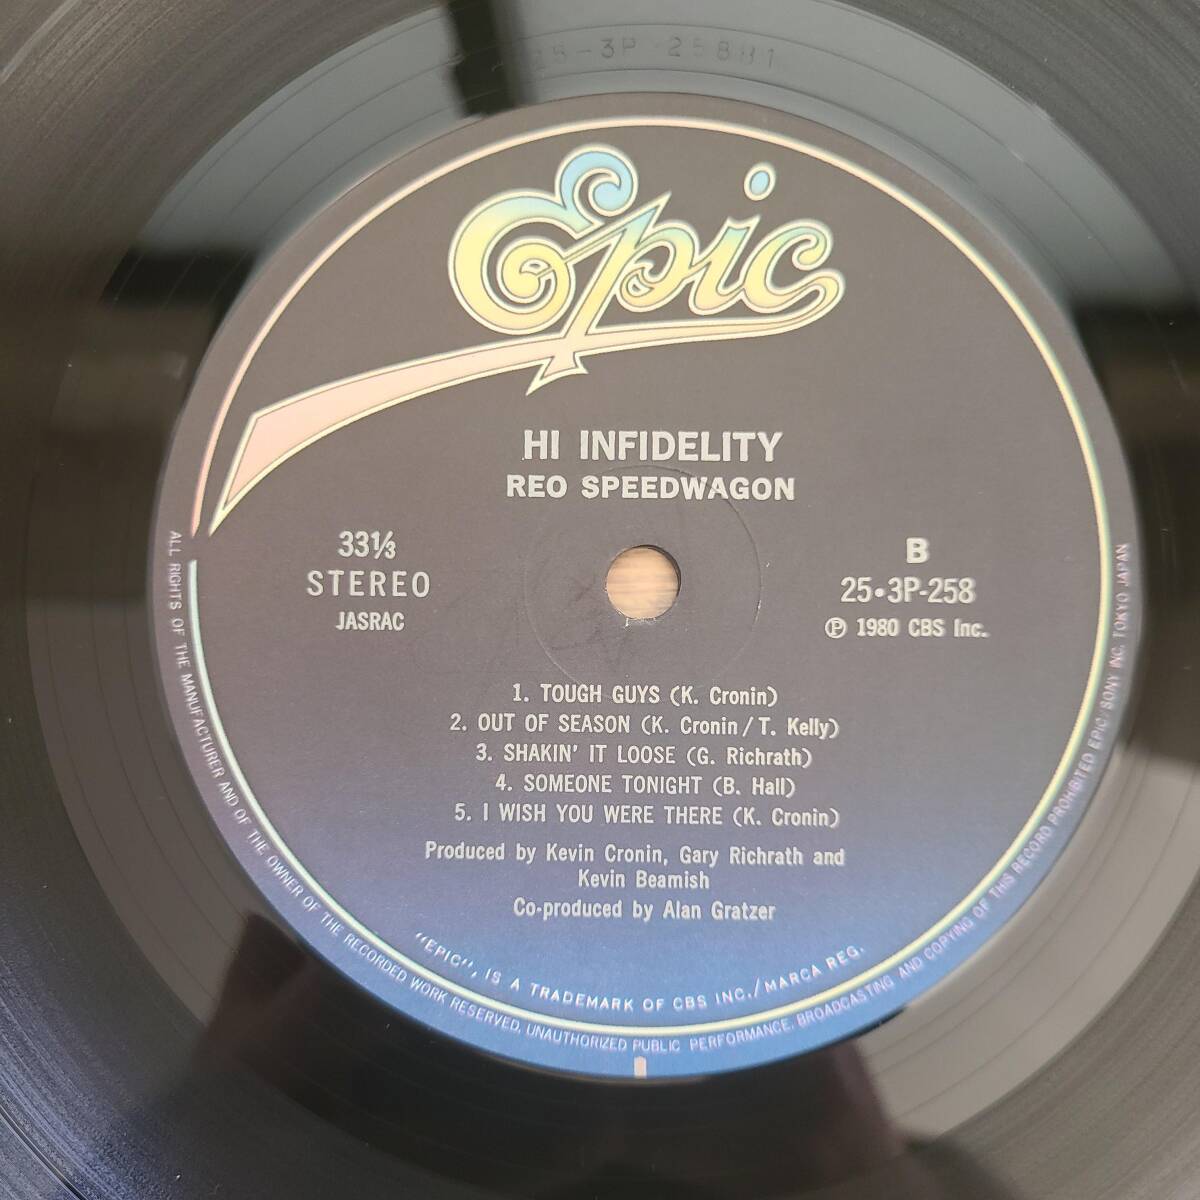 3P 258B1
Epic
HI INFIDELITY
REO SPEEDWAGON
33⅓
STEREO
JASRAC
B
25・3P-258
Ⓟ 1980 CBS Inc.
1. TOUGH GUYS (K. Cronin)
2. OUT OF SEASON (K. Cronin/T. Kelly)
3. SHAKIN' IT LOOSE (G. Richrath)
4. SOMEONE TONIGHT (B. Hall)
5. I WISH YOU WERE THERE (K. Cronin)
Produced by Kevin Cronin, Gary Richrath and
Kevin Beamish
Co-produced by Alan Gratzer
"EPIC", IS A TRADEMARK OF CBS INC./MARCA REG.
ALL RIGHTS OF THE MANUFACTURER AND OF THE OWNER OF THE RECORDED WORK RESERVED. UNAUTHORIZED PUBLIC PERFORMANCE. BROADCASTING AND COPYING OF THIS RECORD PROHIBITED EPIC/SONY INC. TOKYO JAPAN